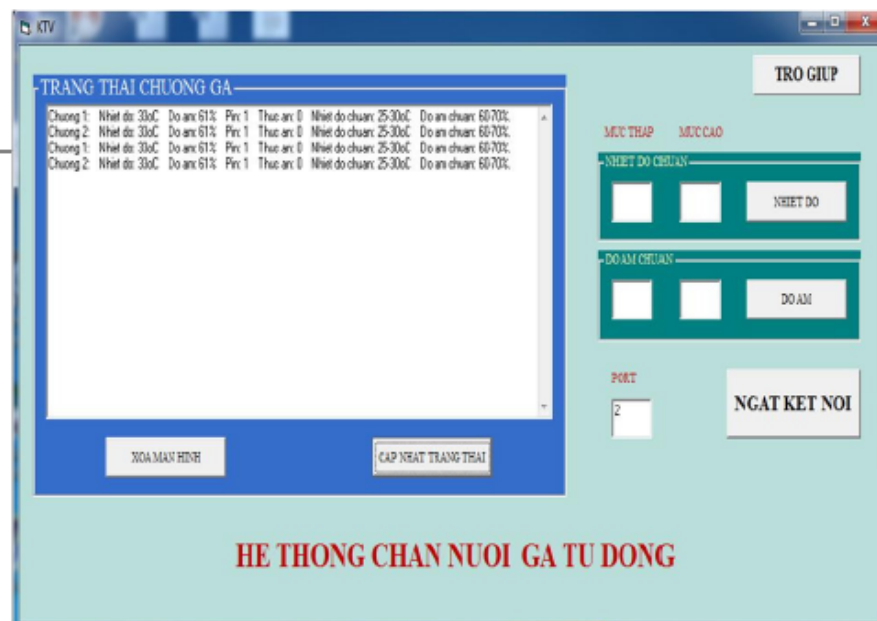 KTV
TRO GIUP
TRANG THAI CHUONG GA
Chuong 1: Nhiet do: 33oC Do am: 61% Pin: 1 Thuc an: 0 Nhiet do chuan: 25-30oC Do am chuan: 60-70%.
Chuong 2: Nhiet do: 33oC Do am: 61% Pin: 1 Thuc an: 0 Nhiet do chuan: 25-30oC Do am chuan: 60-70%.
Chuong 1: Nhiet do: 33oC Do am: 61% Pin: 1 Thuc an: 0 Nhiet do chuan: 25-30oC Do am chuan: 60-70%.
Chuong 2: Nhiet do: 33oC Do am: 61% Pin: 1 Thuc an: 0 Nhiet do chuan: 25-30oC Do am chuan: 60-70%.
MUC THAP MUC CAO
NHIET DO CHUAN
NHIET DO
DO AM CHUAN
DO AM
PORT
2
NGAT KET NOI
XOA MAN HINH
CAP NHAT TRANG THAI
HE THONG CHAN NUOI GA TU DONG